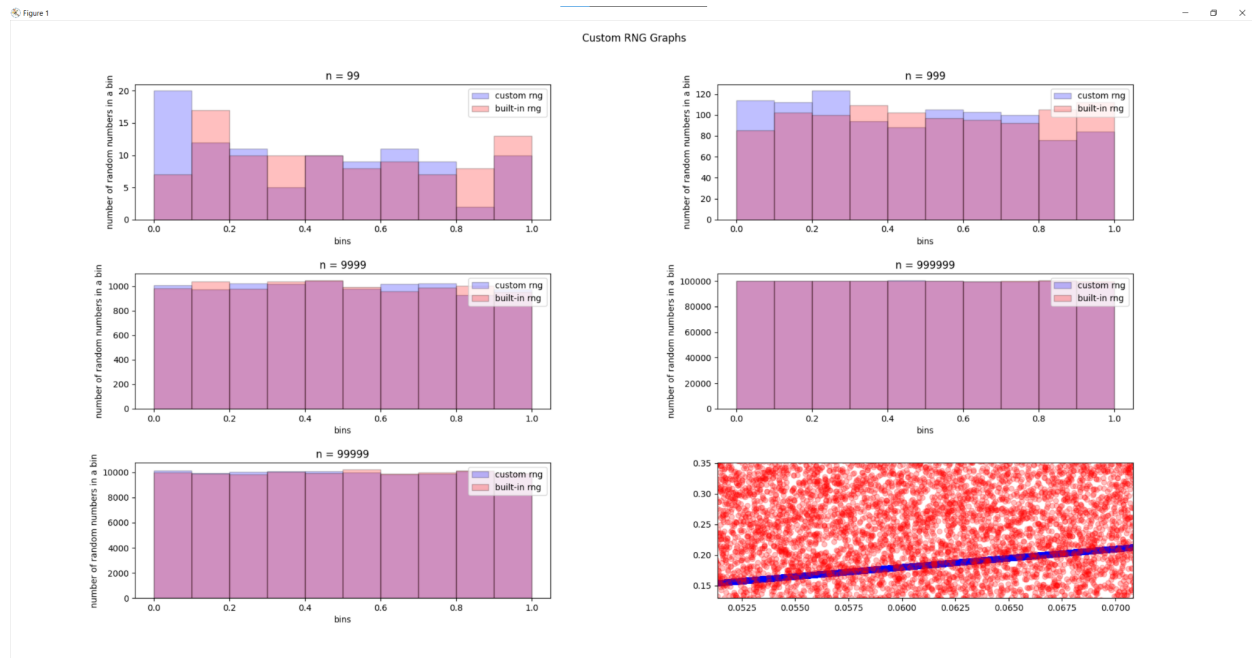 Figure 1
Custom RNG Graphs
n = 99
number of random numbers in a bin
20
15
10
5
0
custom rng
built-in rng
0.0
0.2
0.4
0.6
0.8
1.0
bins
n = 999
number of random numbers in a bin
120
100
80
60
40
20
0
custom rng
built-in rng
0.0
0.2
0.4
0.6
0.8
1.0
bins
n = 9999
number of random numbers in a bin
1000
800
600
400
200
0
custom rng
built-in rng
0.0
0.2
0.4
0.6
0.8
1.0
bins
n = 999999
number of random numbers in a bin
100000
80000
60000
40000
20000
0
custom rng
built-in rng
0.0
0.2
0.4
0.6
0.8
1.0
bins
n = 99999
number of random numbers in a bin
10000
8000
6000
4000
2000
0
custom rng
built-in rng
0.0
0.2
0.4
0.6
0.8
1.0
bins
0.35
0.30
0.25
0.20
0.15
0.0525
0.0550
0.0575
0.0600
0.0625
0.0650
0.0675
0.0700